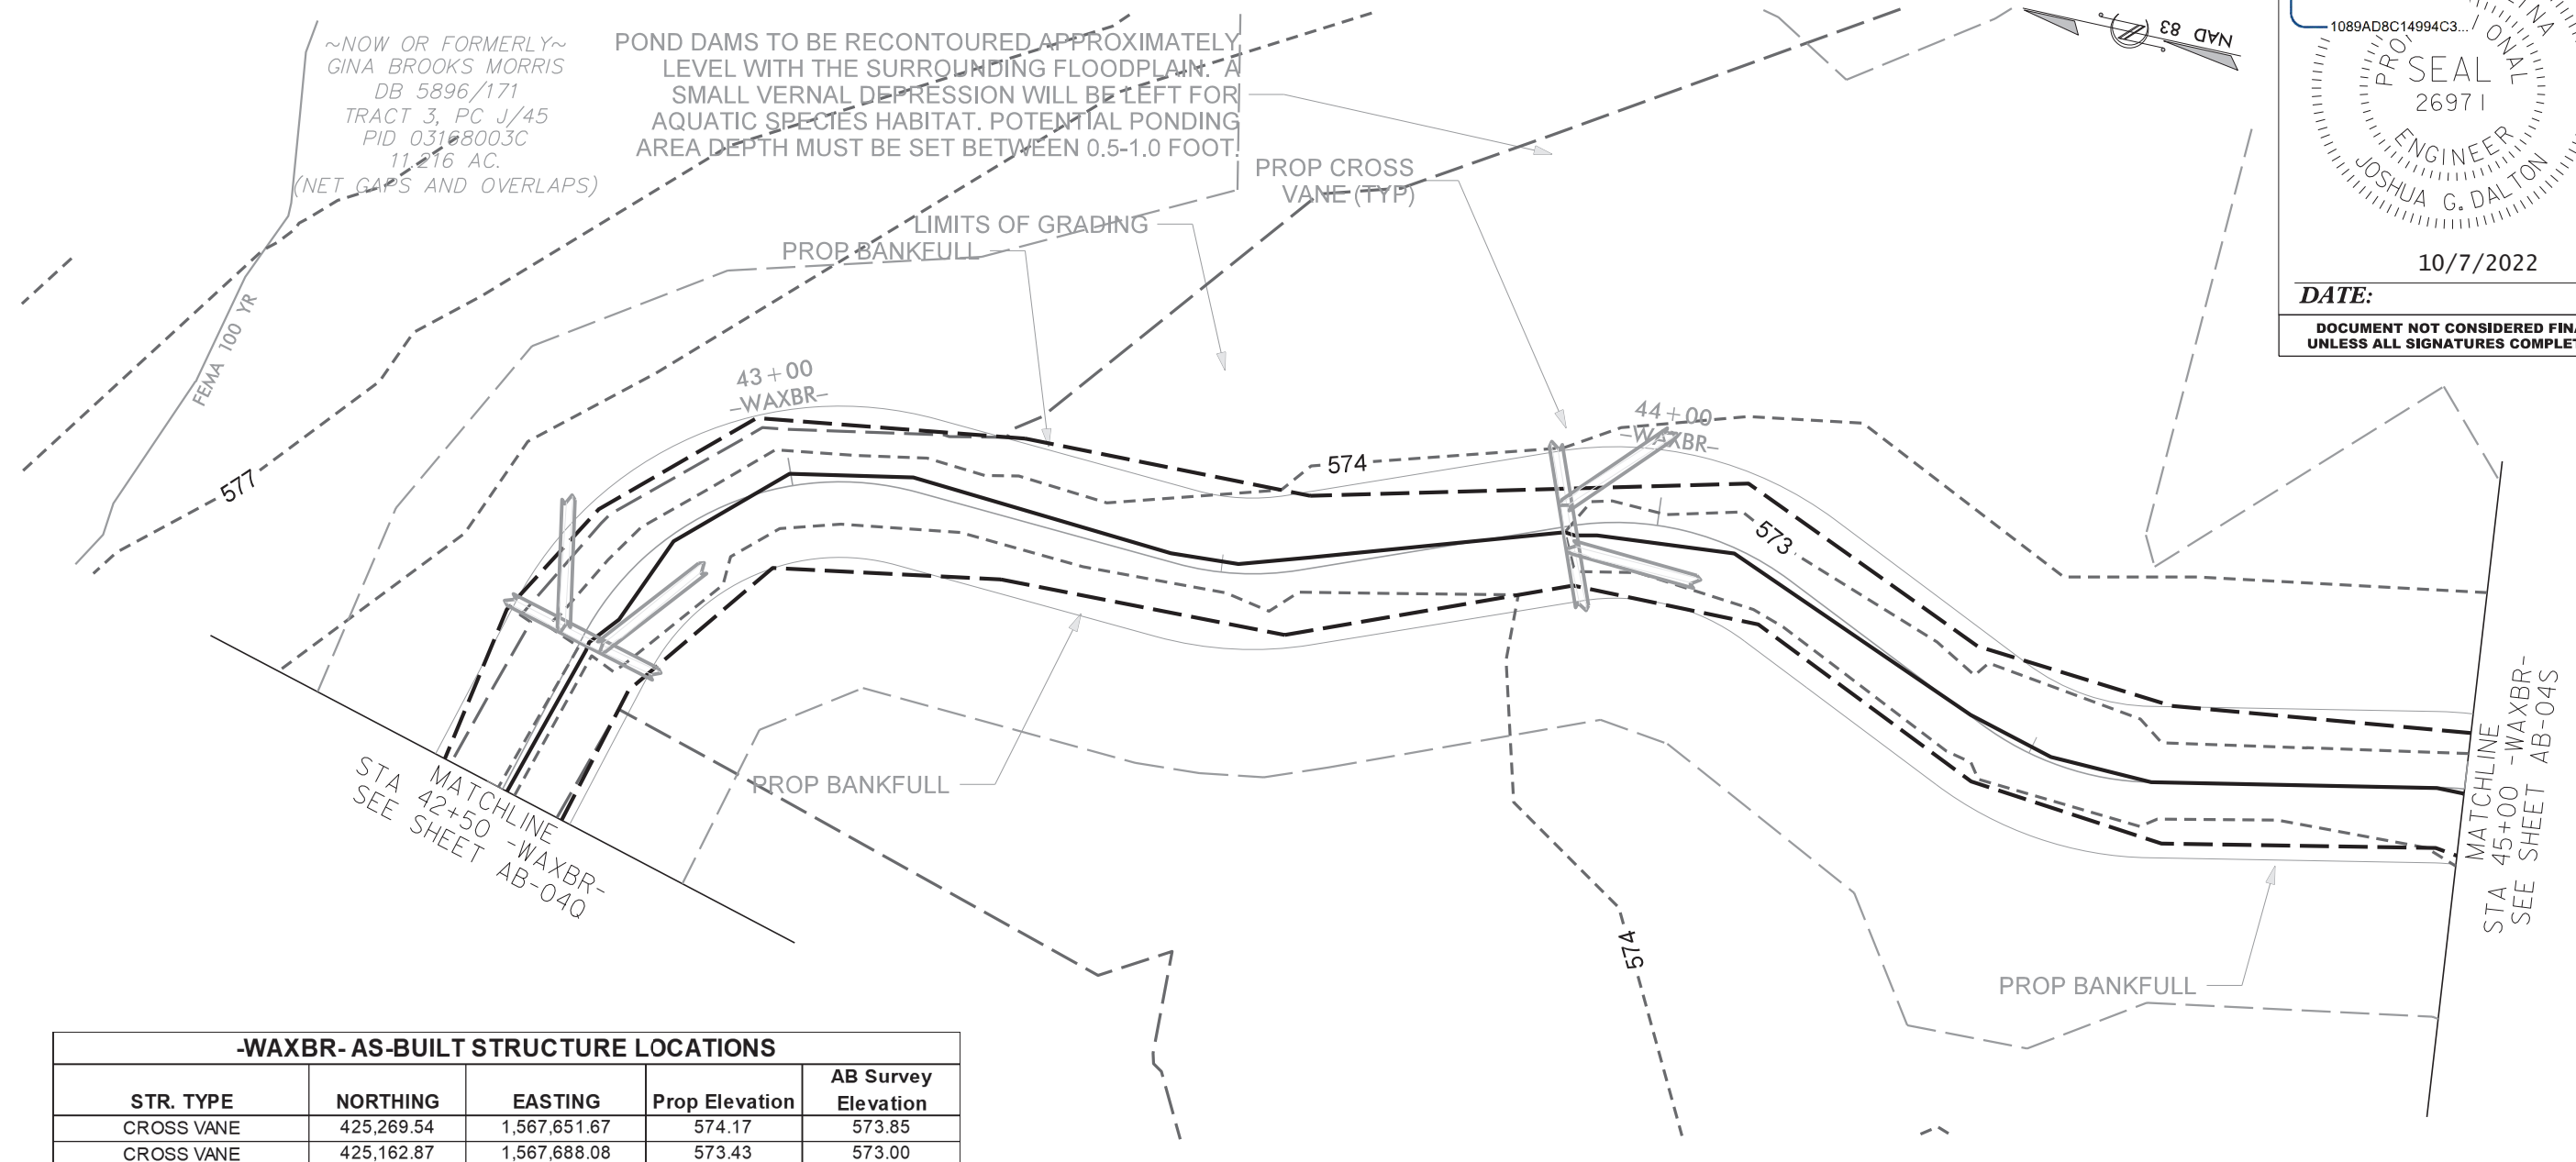 ~NOW OR FORMERLY~
GINA BROOKS MORRIS
DB 5896/171
TRACT 3, PC J/45
PID 03168003C
11.216 AC.
(NET GAPS AND OVERLAPS)
POND DAMS TO BE RECONTOURED APPROXIMATELY
LEVEL WITH THE SURROUNDING FLOODPLAIN. A
SMALL VERNAL DEPRESSION WILL BE LEFT FOR
AQUATIC SPECIES HABITAT. POTENTIAL PONDING
AREA DEPTH MUST BE SET BETWEEN 0.5-1.0 FOOT.
PROP CROSS
VANE (TYP)
LIMITS OF GRADING
PROP BANKFULL
NAD 83
1089AD8C14994C3...
SEAL
26971
ENGINEER
JOSHUA G. DALTON
10/7/2022
DATE:
DOCUMENT NOT CONSIDERED
UNLESS ALL SIGNATURES
FEMA 100 YR
43+00
-WAXBR-
44+00
-WAXBR-
577
574
573
574
PROP BANKFULL
PROP BANKFULL
MATCHLINE
STA 42+50 -WAXBR-
SEE SHEET AB-04Q
MATCHLINE
STA 45+00 -WAXBR-
SEE SHEET AB-04S
-WAXBR- AS-BUILT STRUCTURE LOCATIONS
STR. TYPE NORTHING EASTING Prop Elevation AB Survey Elevation
CROSS VANE 425,269.54 1,567,651.67 574.17 573.85
CROSS VANE 425,162.87 1,567,688.08 573.43 573.00